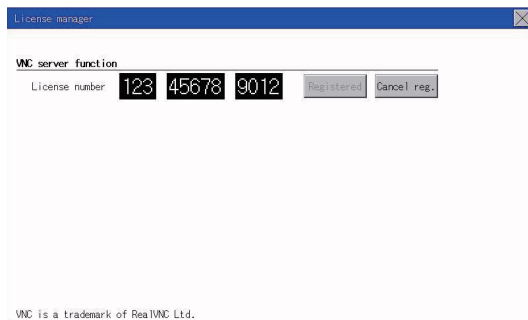 License manager
VNC server function
License number 123 45678 9012 Registered Cancel reg.
VNC is a trademark of RealVNC Ltd.